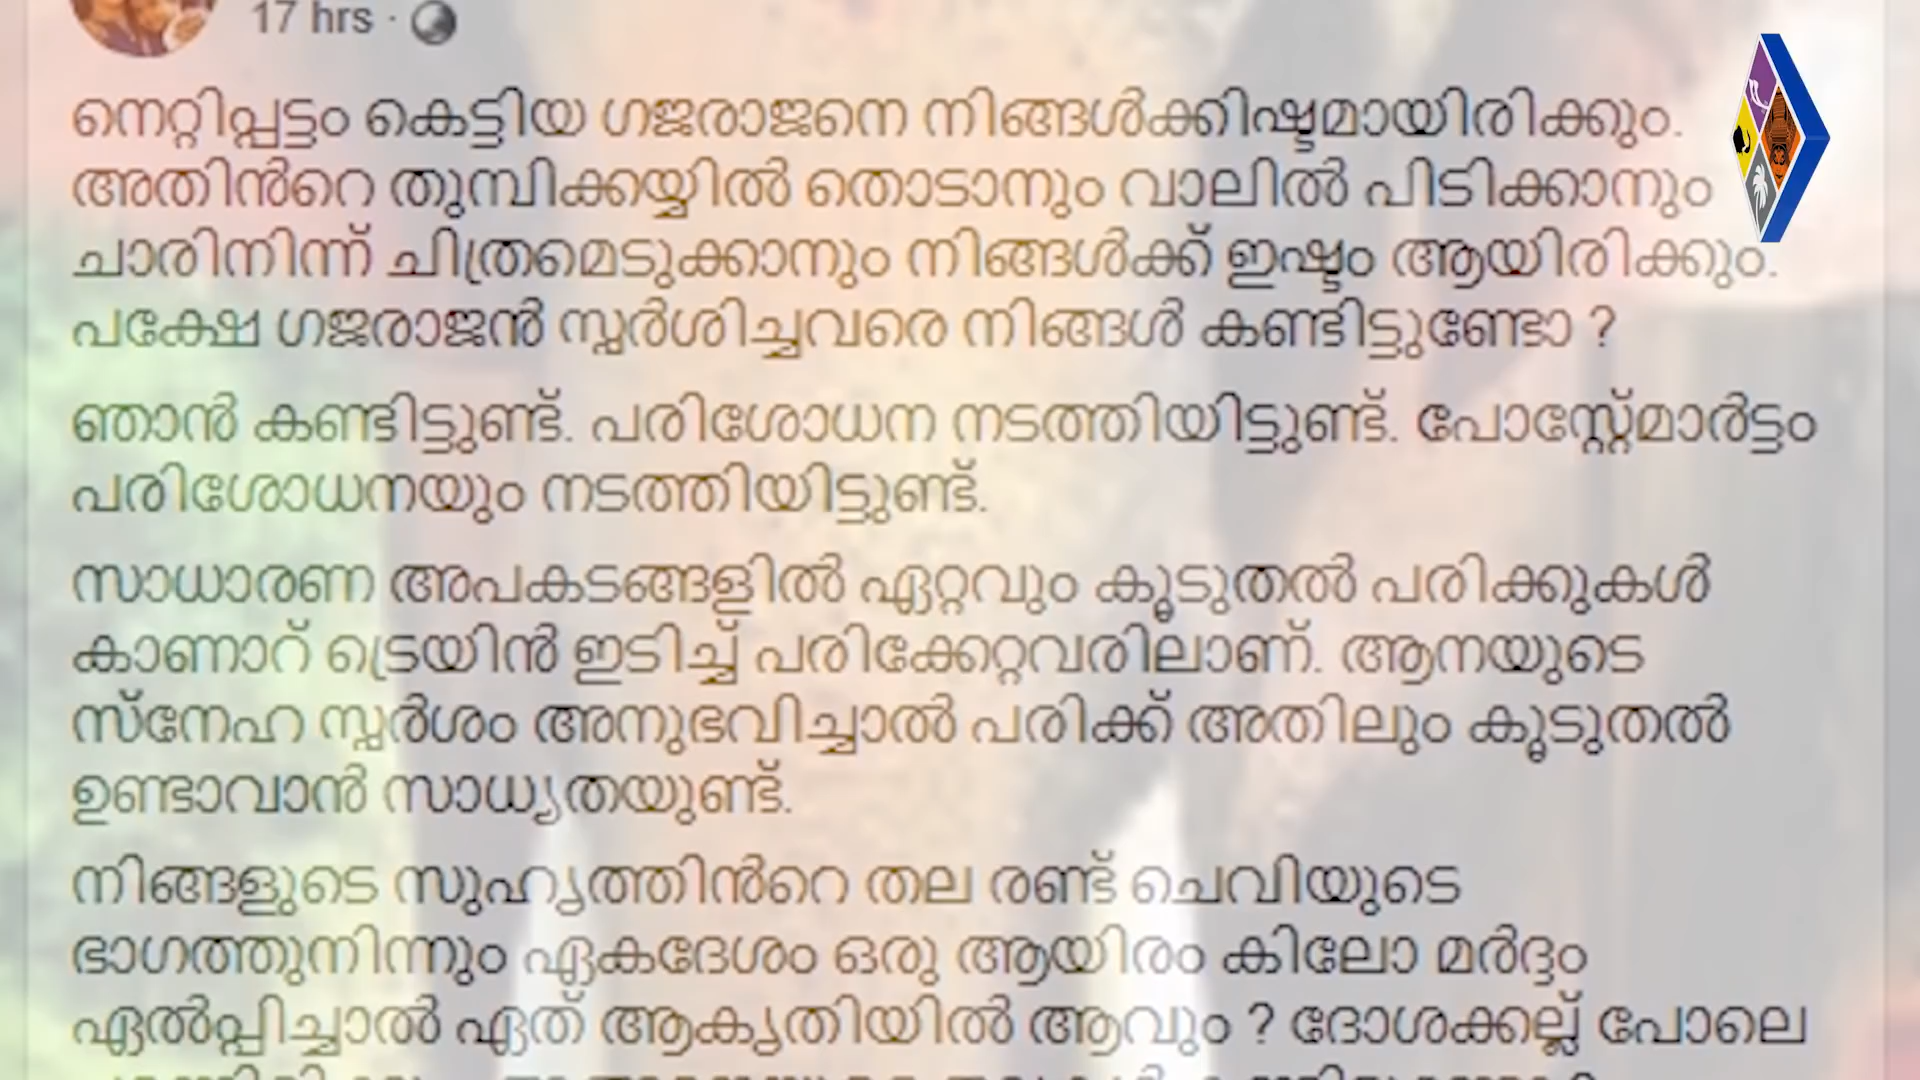 17 hrs ·
നെറ്റിപ്പട്ടം കെട്ടിയ ഗജരാജനെ നിങ്ങൾക്കിഷ്ടമായിരിക്കും.
അതിൻറെ തുമ്പിക്കയ്യിൽ തൊടാനും വാലിൽ പിടിക്കാനും
ചാരിനിന്ന് ചിത്രമെടുക്കാനും നിങ്ങൾക്ക് ഇഷ്ടം ആയിരിക്കും.
പക്ഷേ ഗജരാജൻ സ്പർശിച്ചവരെ നിങ്ങൾ കണ്ടിട്ടുണ്ടോ ?
ഞാൻ കണ്ടിട്ടുണ്ട്. പരിശോധന നടത്തിയിട്ടുണ്ട്. പോസ്റ്റ്മോർട്ടം
പരിശോധനയും നടത്തിയിട്ടുണ്ട്.
സാധാരണ അപകടങ്ങളിൽ ഏറ്റവും കൂടുതൽ പരിക്കുകൾ
കാണാറ് ട്രെയിൻ ഇടിച്ച് പരിക്കേറ്റവരിലാണ്. ആനയുടെ
സ്നേഹ സ്പർശം അനുഭവിച്ചാൽ പരിക്ക് അതിലും കൂടുതൽ
ഉണ്ടാവാൻ സാധ്യതയുണ്ട്.
നിങ്ങളുടെ സുഹൃത്തിൻറെ തല രണ്ട് ചെവിയുടെ
ഭാഗത്തുനിന്നും ഏകദേശം ഒരു ആയിരം കിലോ മർദ്ദം
ഏൽപ്പിച്ചാൽ ഏത് ആകൃതിയിൽ ആവും ? ദോശക്കല്ല് പോലെ